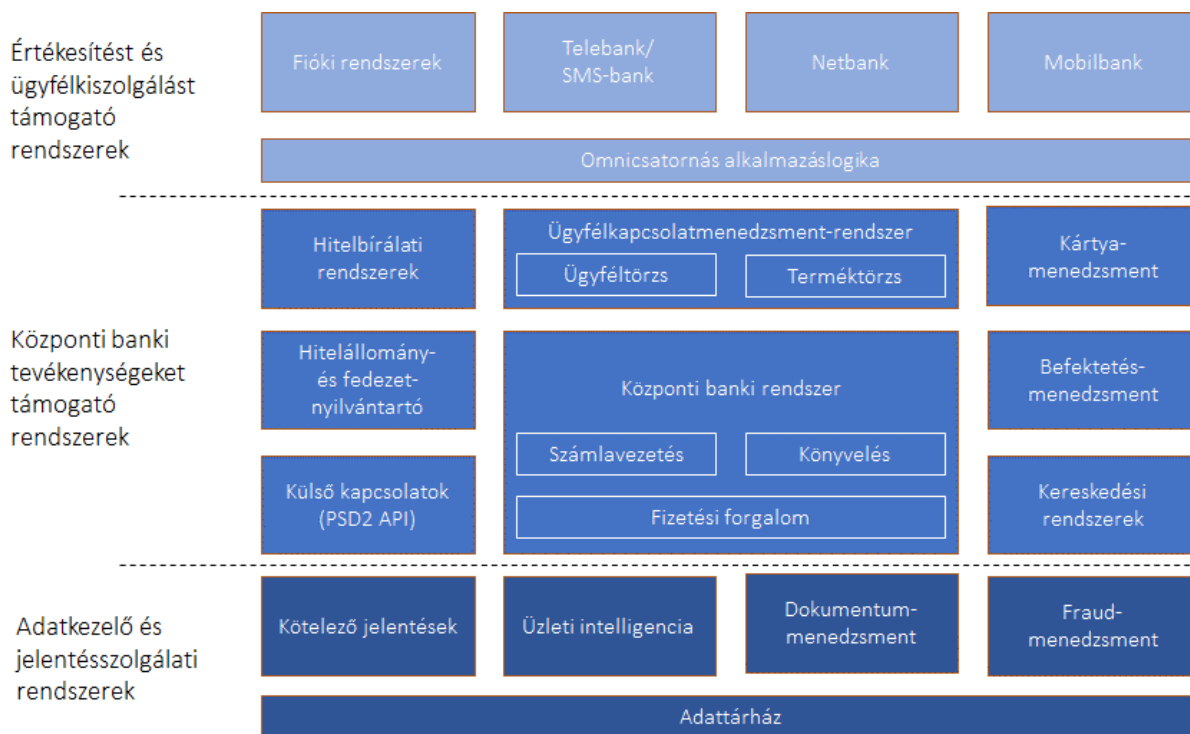 Értékesítést és
ügyfélkiszolgálást
támogató
rendszerek
Fióki rendszerek
Telebank/
SMS-bank
Netbank
Mobilbank
Omnicsatornás alkalmazáslogika
Központi banki
tevékenységeket
támogató
rendszerek
Hitelbírálati
rendszerek
Ügyfélkapcsolatmenedzsment-rendszer
Ügyféltörzs
Terméktörzs
Kártya-
menedzsment
Hitelállomány-
és fedezet-
nyilvántartó
Központi banki rendszer
Számlavezetés
Könyvelés
Fizetési forgalom
Befektetés-
menedzsment
Külső kapcsolatok
(PSD2 API)
Kereskedési
rendszerek
Adatkezelő és
jelentésszolgálati
rendszerek
Kötelező jelentések
Üzleti intelligencia
Dokumentum-
menedzsment
Fraud-
menedzsment
Adattárház